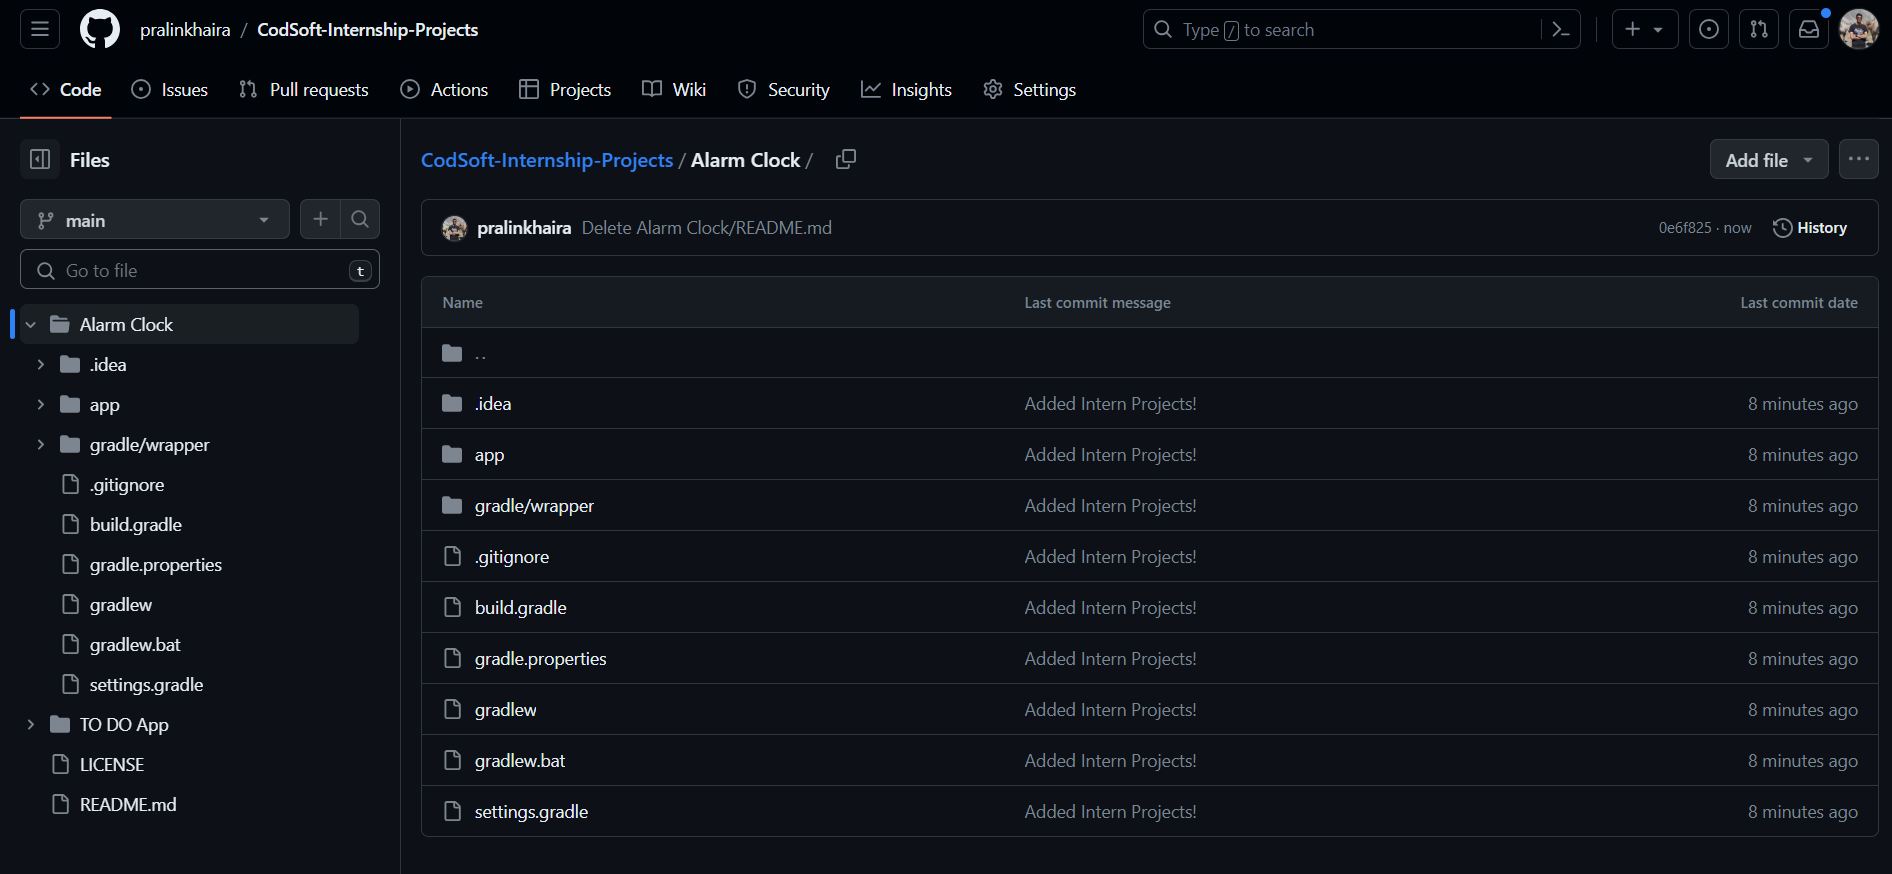 pralinkhaira / CodSoft-Internship-Projects
Type / to search
Code Issues Pull requests Actions Projects Wiki Security Insights Settings
Files
main
Go to file t
Alarm Clock
.idea
app
gradle/wrapper
.gitignore
build.gradle
gradle.properties
gradlew
gradlew.bat
settings.gradle
TO DO App
LICENSE
README.md
CodSoft-Internship-Projects / Alarm Clock /
Add file
pralinkhaira Delete Alarm Clock/README.md 0e6f825 · now History
Name Last commit message Last commit date
..
.idea Added Intern Projects! 8 minutes ago
app Added Intern Projects! 8 minutes ago
gradle/wrapper Added Intern Projects! 8 minutes ago
.gitignore Added Intern Projects! 8 minutes ago
build.gradle Added Intern Projects! 8 minutes ago
gradle.properties Added Intern Projects! 8 minutes ago
gradlew Added Intern Projects! 8 minutes ago
gradlew.bat Added Intern Projects! 8 minutes ago
settings.gradle Added Intern Projects! 8 minutes ago